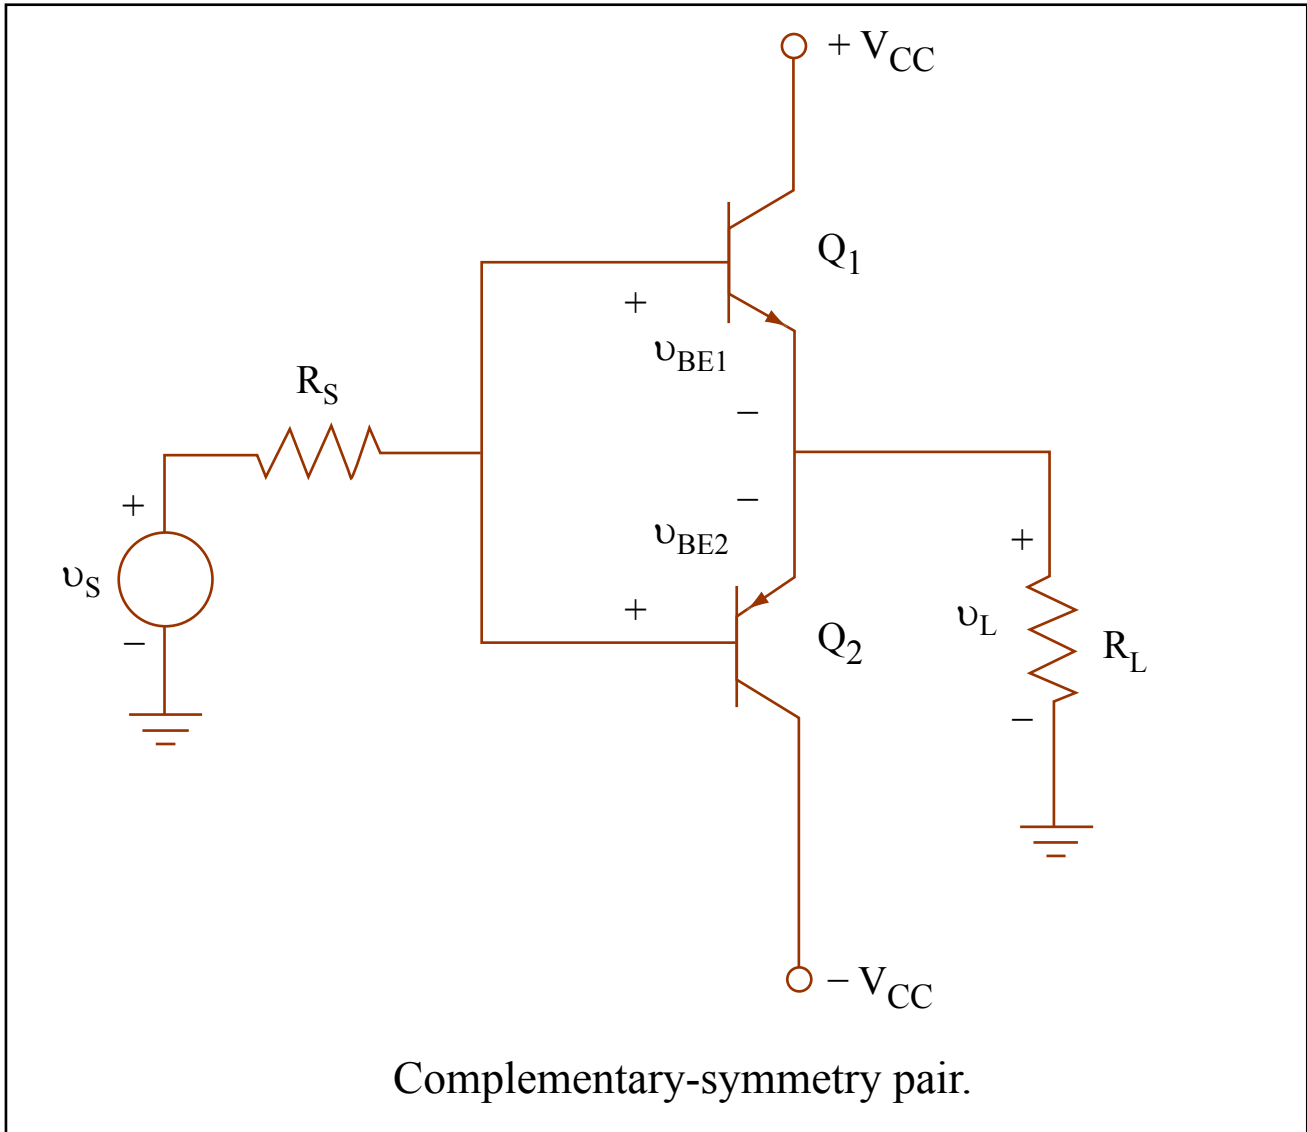 + V_CC
Q_1
+
υ_BE1
R_S
−
+
−
υ_BE2
+
υ_S
υ_L
+
Q_2
R_L
−
−
− V_CC
Complementary-symmetry pair.